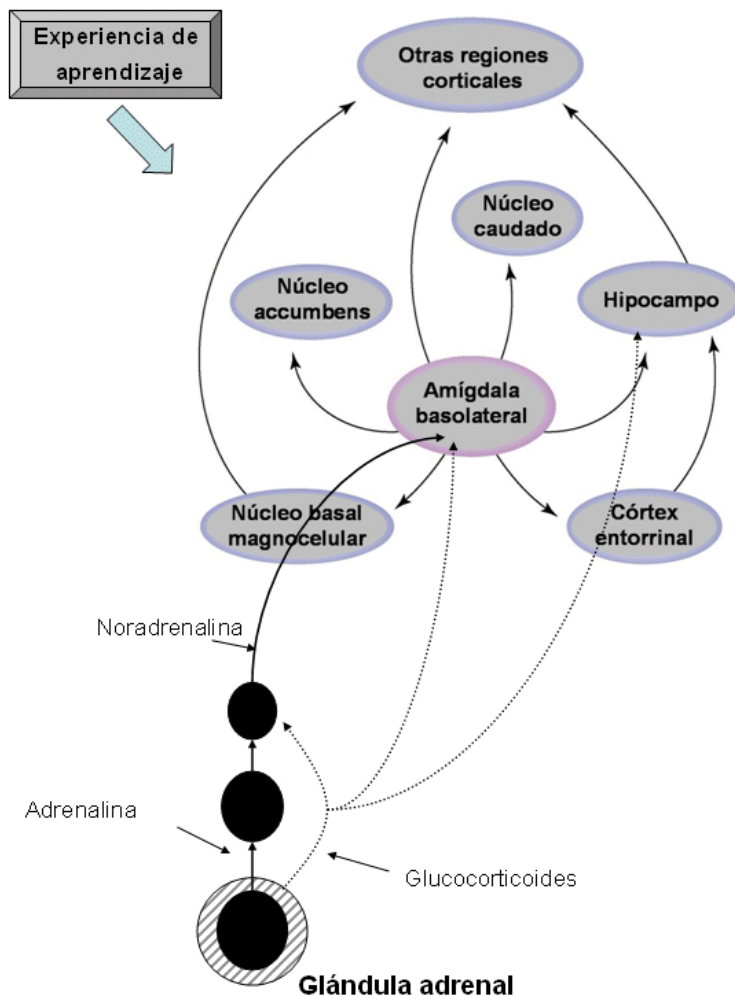 Experiencia de
aprendizaje
Otras regiones
corticales
Núcleo
caudado
Núcleo
accumbens
Hipocampo
Amígdala
basolateral
Núcleo basal
magnocelular
Córtex
entorrinal
Noradrenalina
Adrenalina
Glucocorticoides
Glándula adrenal